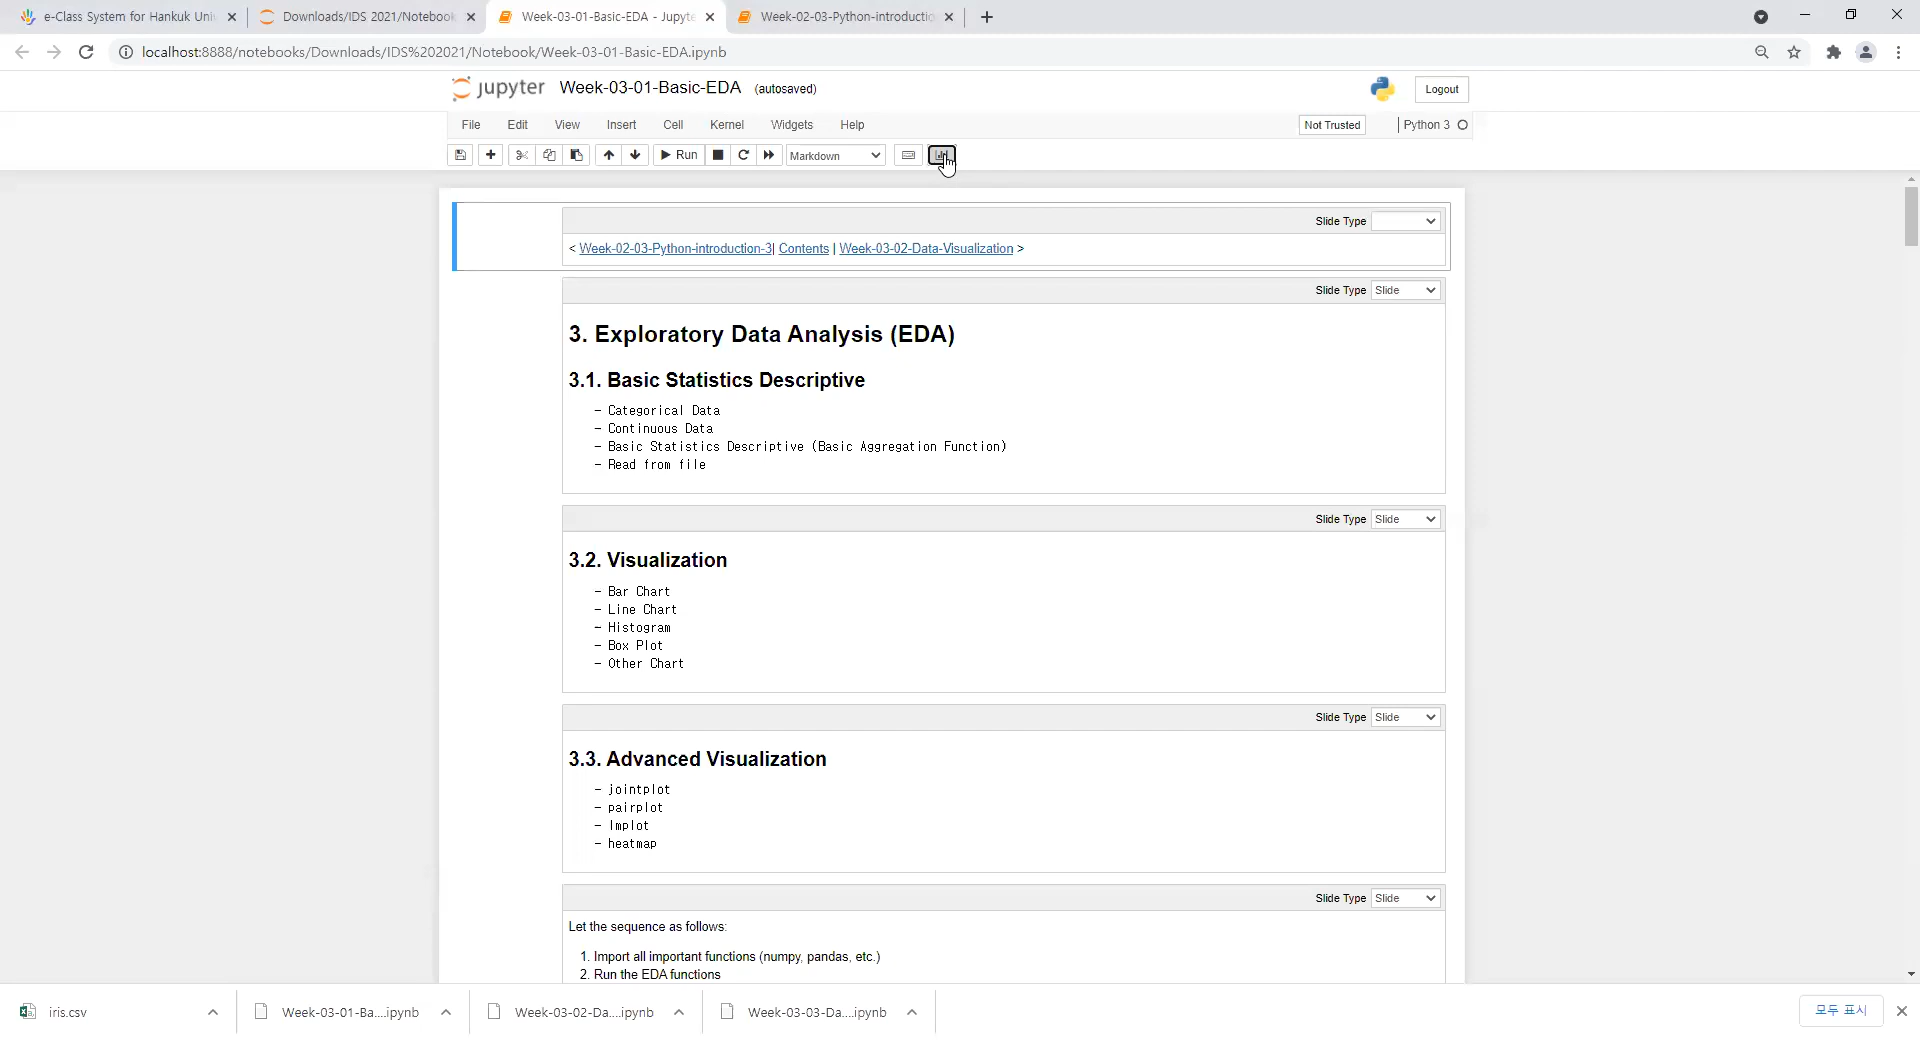 e-Class System for Hankuk Uni
Downloads/IDS 2021/Notebook
Week-03-01-Basic-EDA - Jupyte
Week-02-03-Python-introductio
localhost:8888/notebooks/Downloads/IDS%202021/Notebook/Week-03-01-Basic-EDA.ipynb
jupyter Week-03-01-Basic-EDA (autosaved)
Logout
File Edit View Insert Cell Kernel Widgets Help
Not Trusted
Python 3
Run
Markdown
Slide Type
< Week-02-03-Python-introduction-3| Contents | Week-03-02-Data-Visualization >
Slide Type Slide
3. Exploratory Data Analysis (EDA)
3.1. Basic Statistics Descriptive
- Categorical Data
- Continuous Data
- Basic Statistics Descriptive (Basic Aggregation Function)
- Read from file
Slide Type Slide
3.2. Visualization
- Bar Chart
- Line Chart
- Histogram
- Box Plot
- Other Chart
Slide Type Slide
3.3. Advanced Visualization
- jointplot
- pairplot
- lmplot
- heatmap
Slide Type Slide
Let the sequence as follows:
1. Import all important functions (numpy, pandas, etc.)
2. Run the EDA functions
iris.csv
Week-03-01-Ba....ipynb
Week-03-02-Da....ipynb
Week-03-03-Da....ipynb
모두 표시